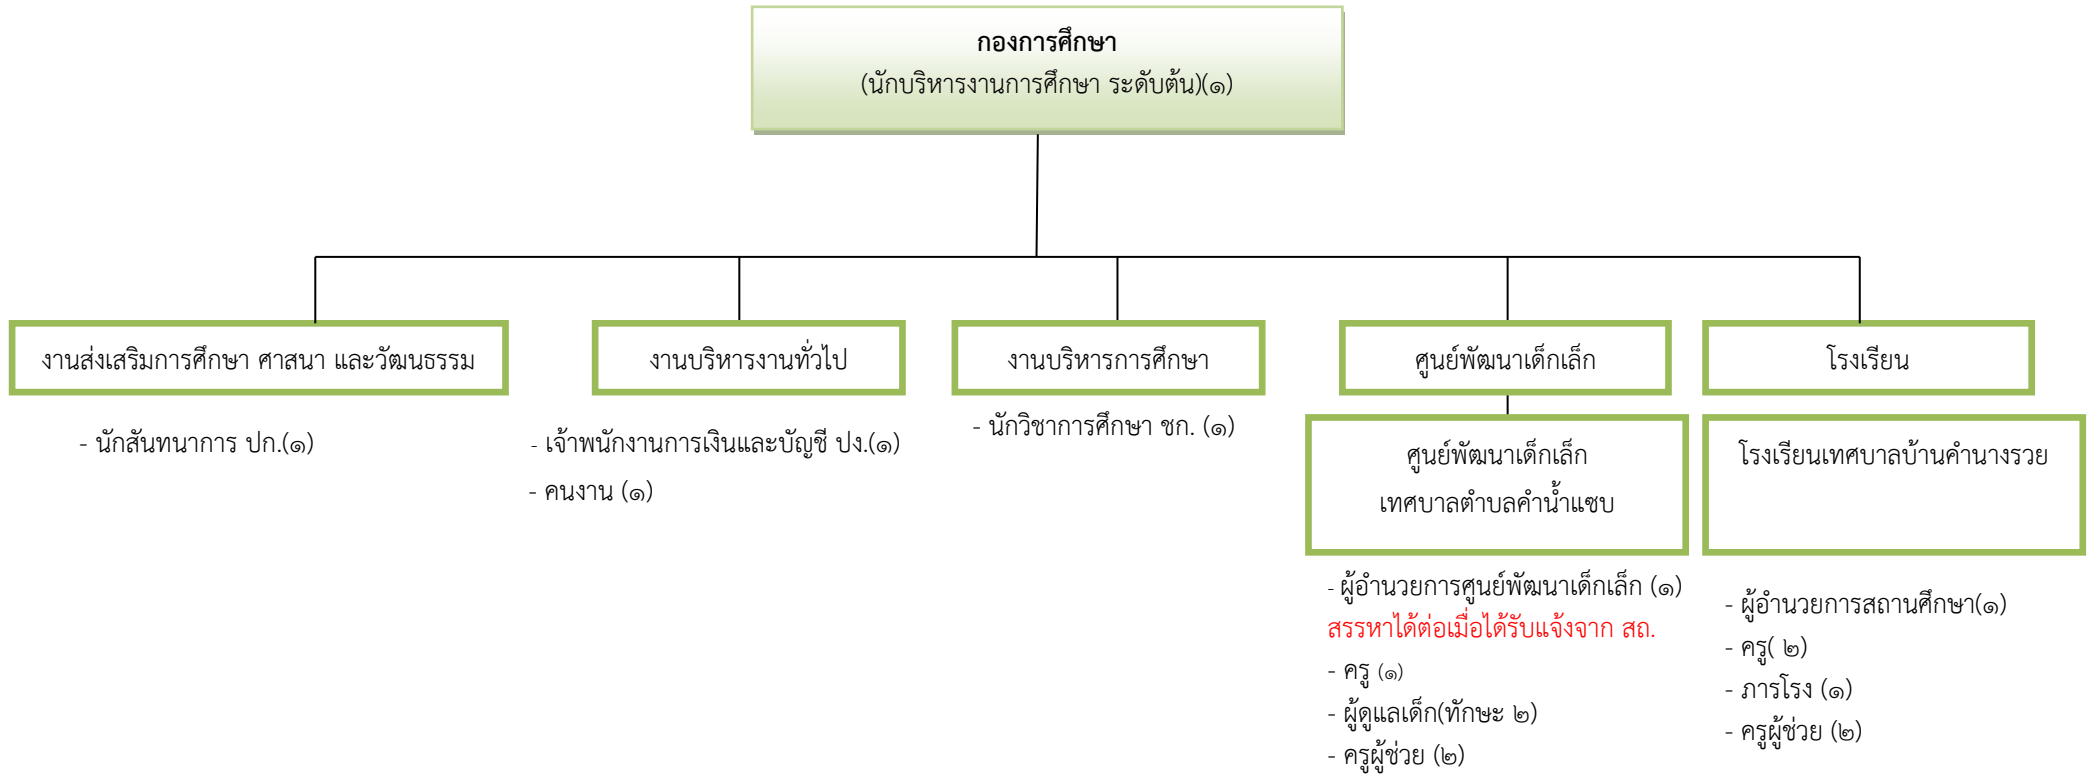 กองการศึกษา
(นักบริหารงานการศึกษา ระดับต้น)(๑)
งานส่งเสริมการศึกษา ศาสนา และวัฒนธรรม
- นักสันทนาการ ปก.(๑)
งานบริหารงานทั่วไป
- เจ้าพนักงานการเงินและบัญชี ปง.(๑)
- คนงาน (๑)
งานบริหารการศึกษา
- นักวิชาการศึกษา ชก. (๑)
ศูนย์พัฒนาเด็กเล็ก
ศูนย์พัฒนาเด็กเล็ก
เทศบาลตำบลคำน้ำแซบ
- ผู้อำนวยการศูนย์พัฒนาเด็กเล็ก (๑)
สรรหาได้ต่อเมื่อได้รับแจ้งจาก สถ.
- ครู (๑)
- ผู้ดูแลเด็ก(ทักษะ ๒)
- ครูผู้ช่วย (๒)
โรงเรียน
โรงเรียนเทศบาลบ้านคำนางรวย
- ผู้อำนวยการสถานศึกษา(๑)
- ครู( ๒)
- ภารโรง (๑)
- ครูผู้ช่วย (๒)